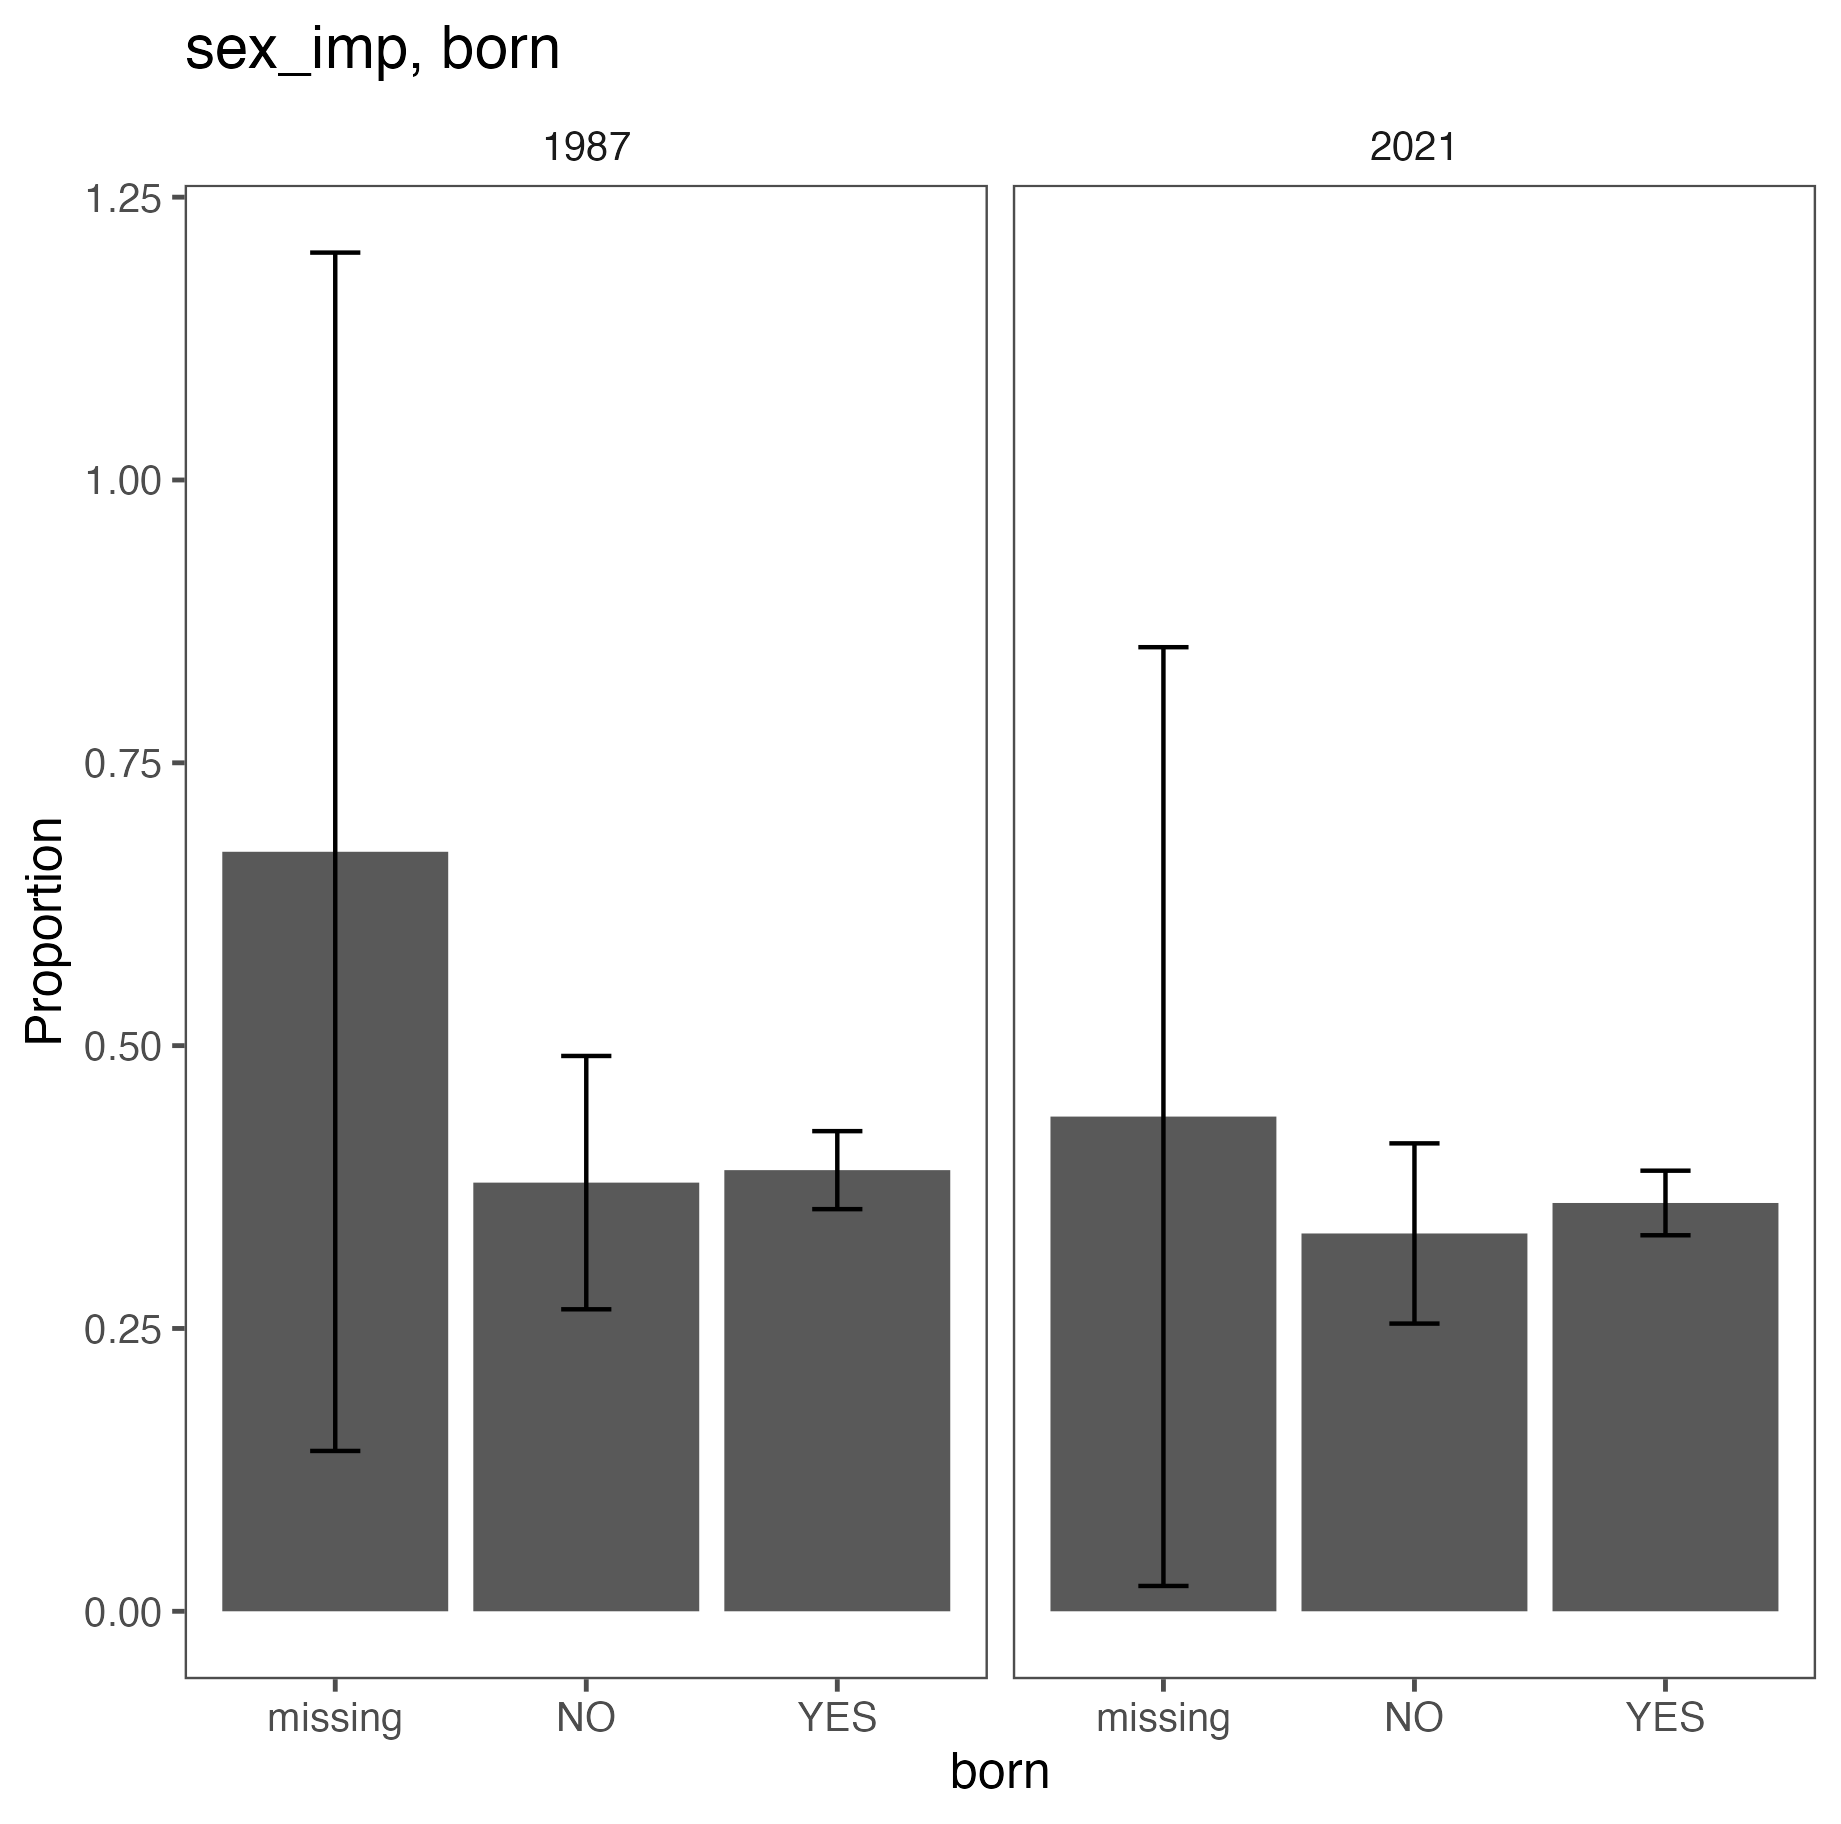 sex_imp, born
1987
2021
1.25
1.00
0.75
0.50
0.25
0.00
Proportion
missing NO YES
missing NO YES
born